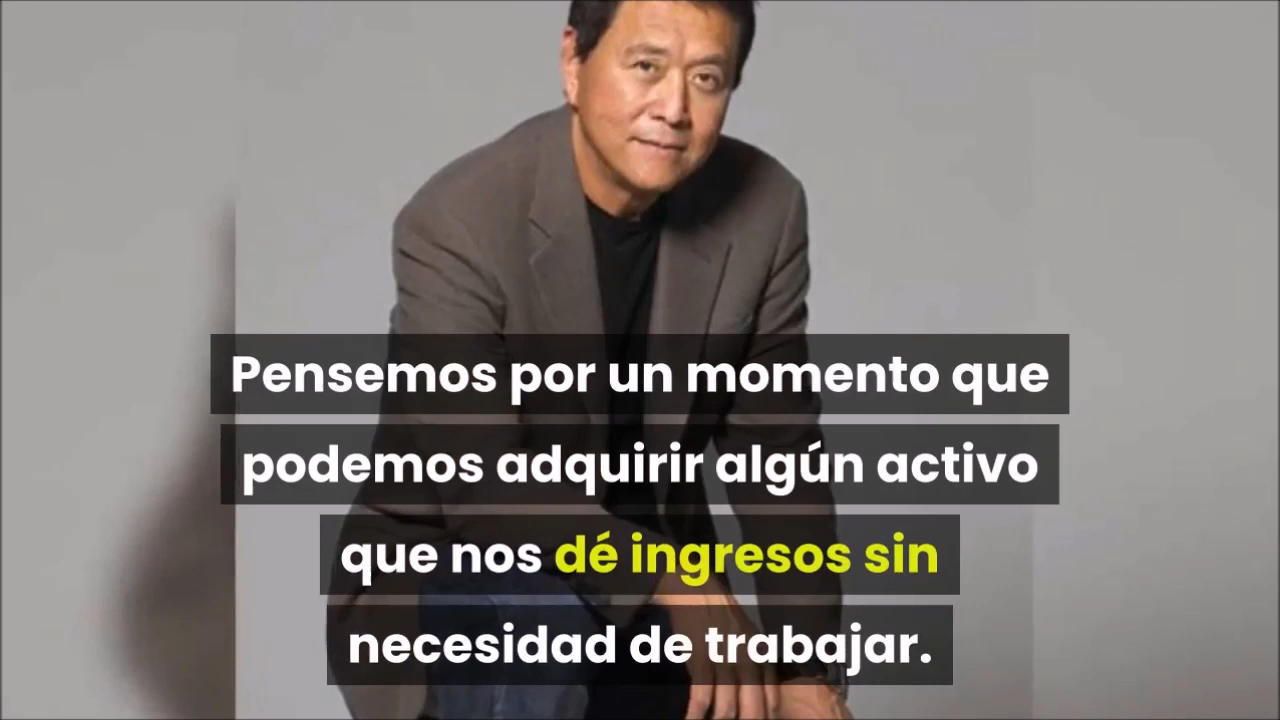 Pensemos por un momento que
podemos adquirir algún activo
que nos dé ingresos sin
necesidad de trabajar.